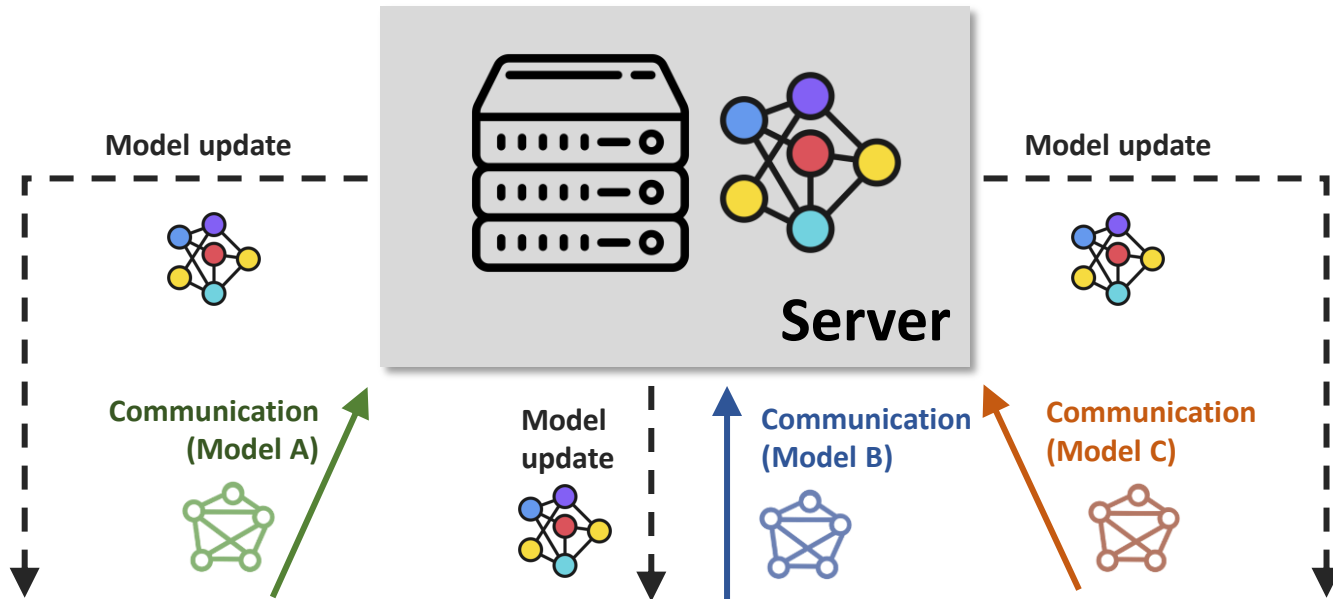 Model update
Model update
Server
Communication
(Model A)
Model
update
Communication
(Model B)
Communication
(Model C)